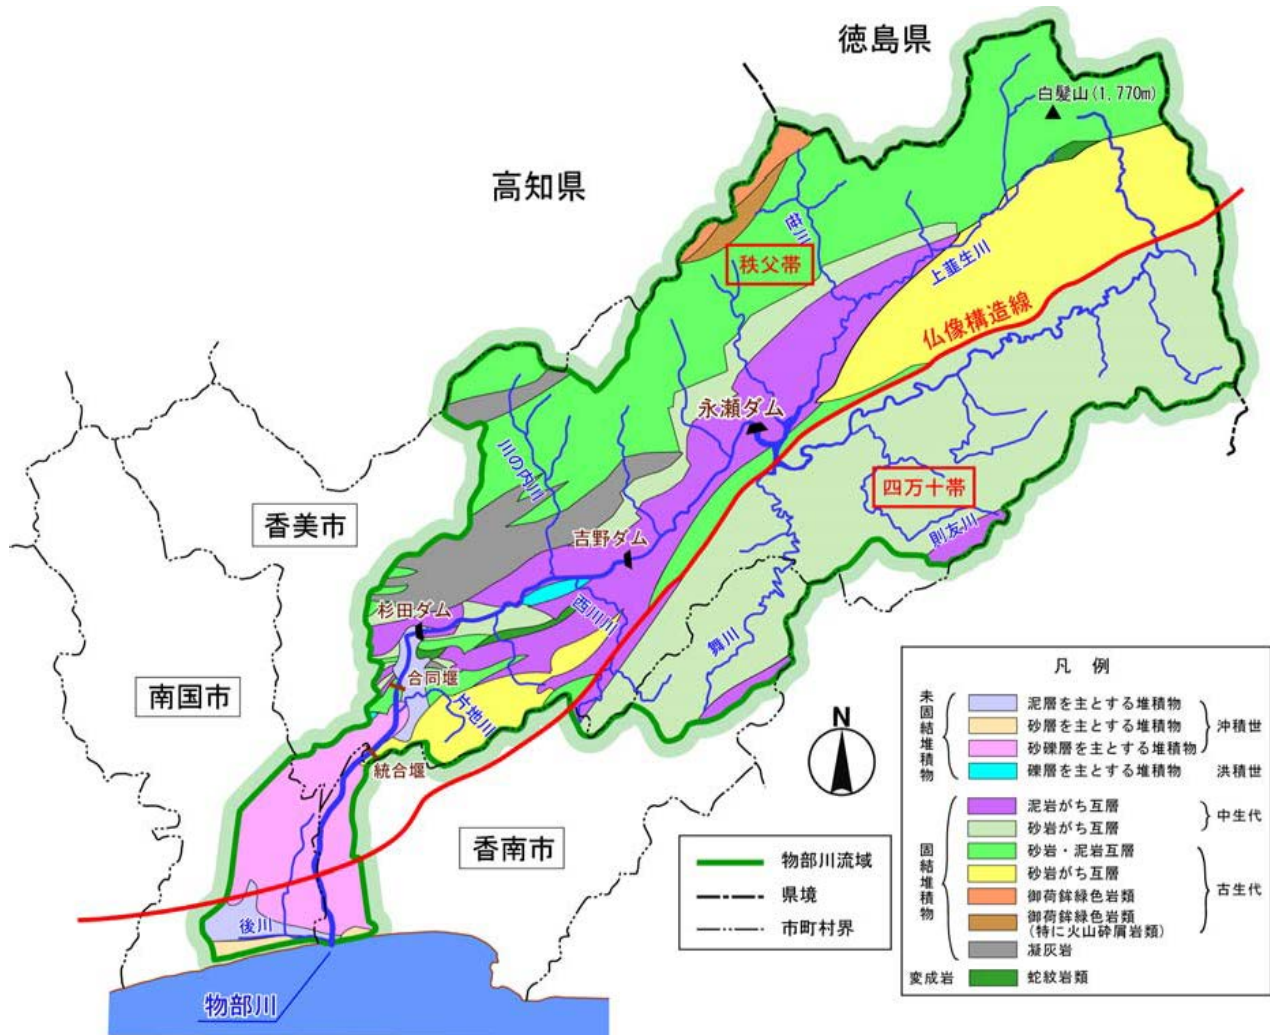 徳島県
白髪山(1,770m)
高知県
笹川
秩父帯
上韮生川
仏像構造線
永瀬ダム
川の内川
四万十帯
香美市
則友川
吉野ダム
杉田ダム
西川川
舞川
南国市
合同堰
片地川
統合堰
香南市
後川
物部川
N
物部川流域
県境
市町村界
凡 例
未固結堆積物
泥層を主とする堆積物
砂層を主とする堆積物
沖積世
砂礫層を主とする堆積物
礫層を主とする堆積物
洪積世
固結堆積物
泥岩がち互層
中生代
砂岩がち互層
砂岩・泥岩互層
砂岩がち互層
古生代
御荷鉾緑色岩類
御荷鉾緑色岩類
(特に火山砕屑岩類)
凝灰岩
変成岩
蛇紋岩類